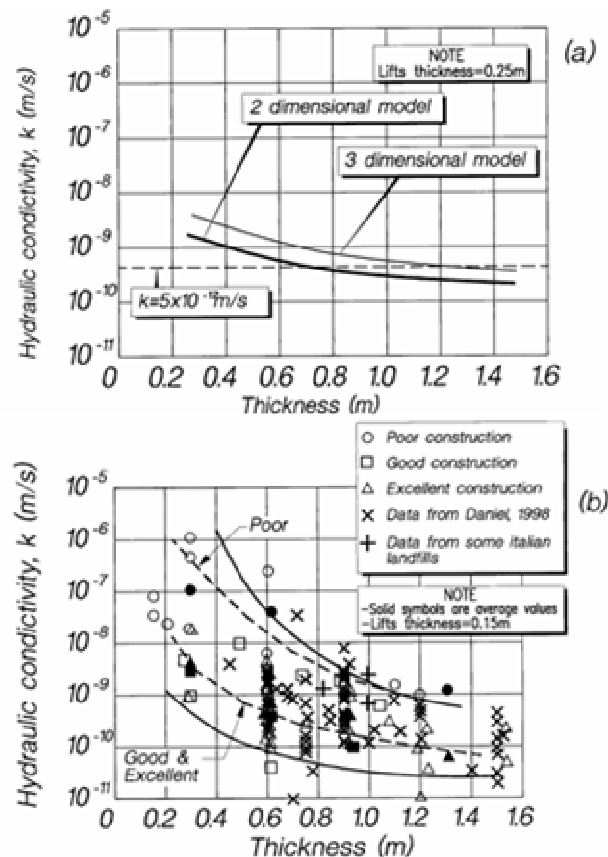 (a)
NOTE
Lifts thickness=0.25m
2 dimensional model
3 dimensional model
k=5x10⁻¹⁰m/s
Hydraulic condictivity, k (m/s)
10⁻⁵
10⁻⁶
10⁻⁷
10⁻⁸
10⁻⁹
10⁻¹⁰
10⁻¹¹
0 0.2 0.4 0.6 0.8 1.0 1.2 1.4 1.6
Thickness (m)
(b)
Poor construction
Good construction
Excellent construction
Data from Daniel, 1998
Data from some italian
landfills
NOTE
-Solid symbols are average values
-Lifts thickness=0.15m
Poor
Good &
Excellent
Hydraulic condictivity, k (m/s)
10⁻⁵
10⁻⁶
10⁻⁷
10⁻⁸
10⁻⁹
10⁻¹⁰
10⁻¹¹
0 0.2 0.4 0.6 0.8 1.0 1.2 1.4 1.6
Thickness (m)